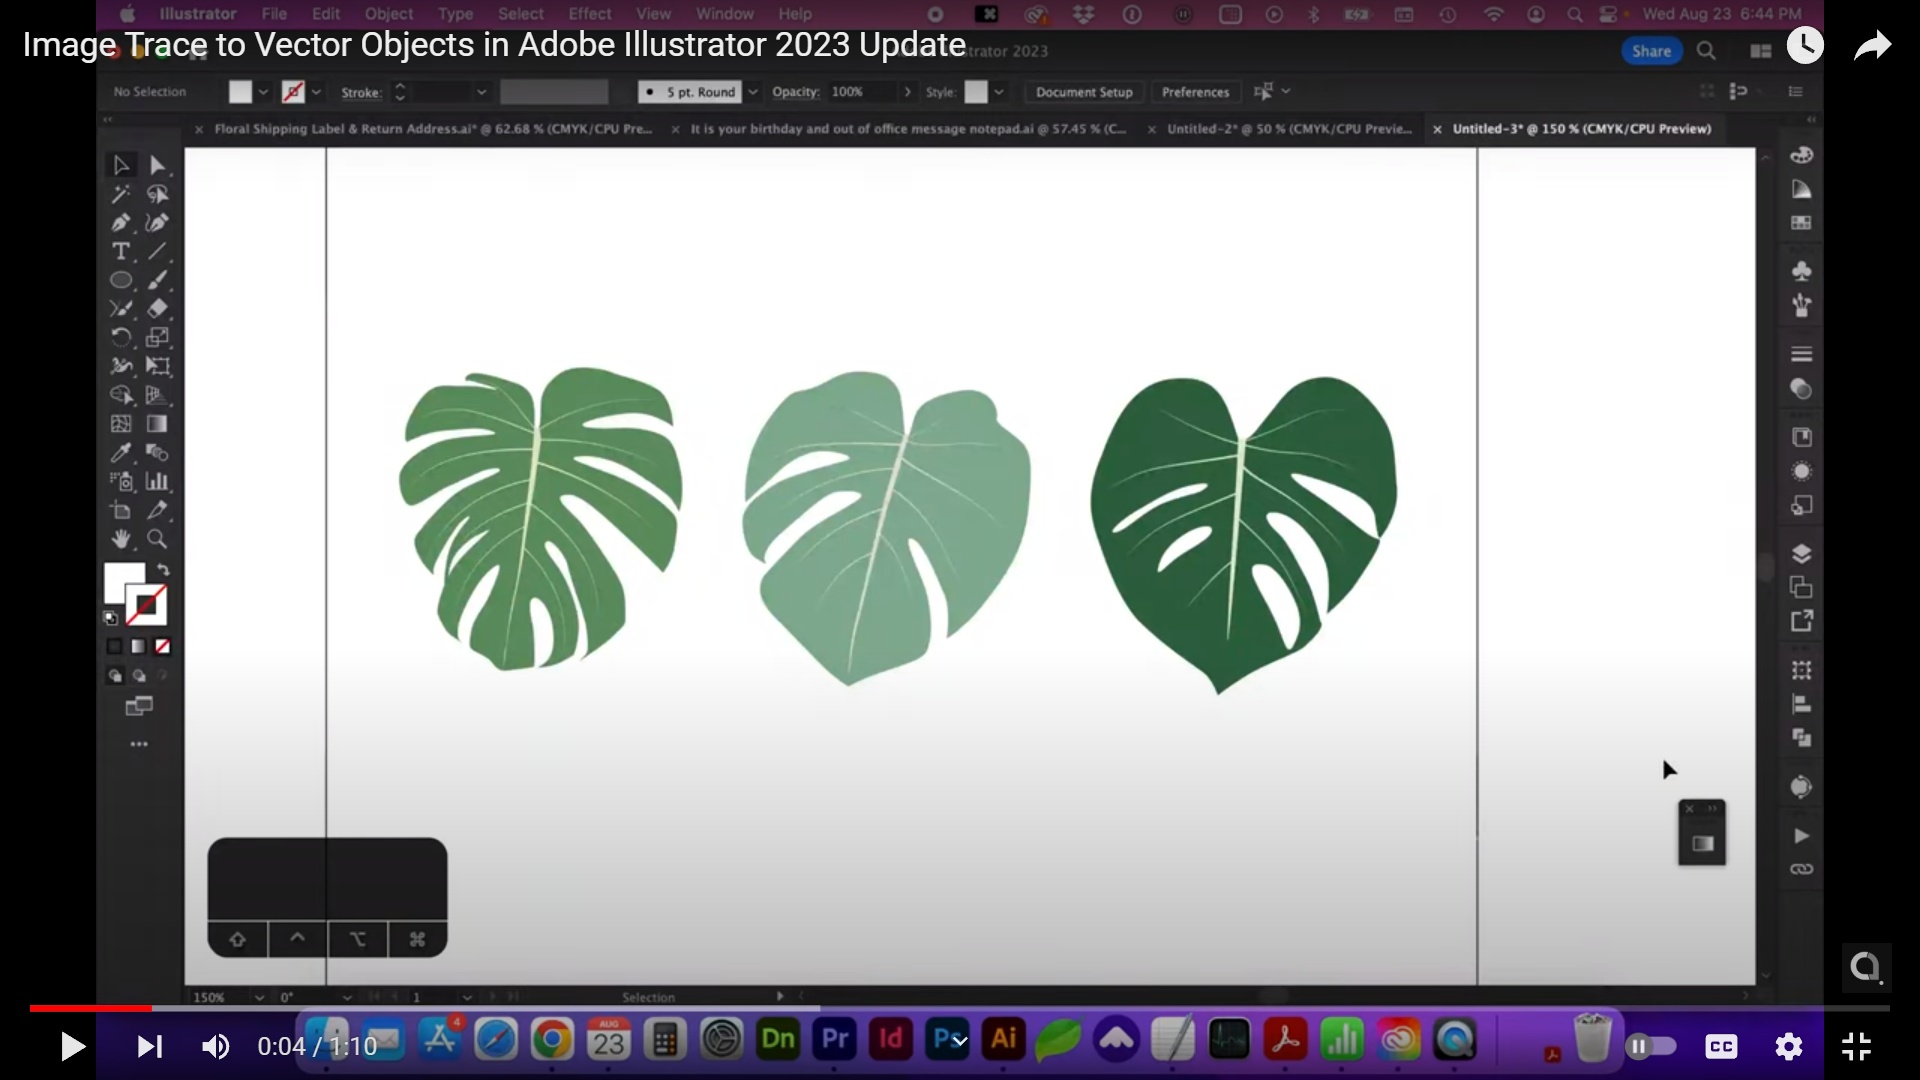 Illustrator File Edit Object Type Select Effect View Window Help Wed Aug 23 6:44 PM
Image Trace to Vector Objects in Adobe Illustrator 2023 Update
Share
No Selection Stroke: 5 pt. Round Opacity: 100% Style: Document Setup Preferences
Floral Shipping Label & Return Address.ai* @ 62.68 % (CMYK/CPU Pre... It is your birthday and out of office message notepad.ai @ 57.45 % (C... Untitled-2* @ 50 % (CMYK/CPU Previe... Untitled-3* @ 150 % (CMYK/CPU Preview)
150% 0° 1 Selection
4
AUG
23
Dn Pr Id Ps Ai
0:04 / 1:10
CC